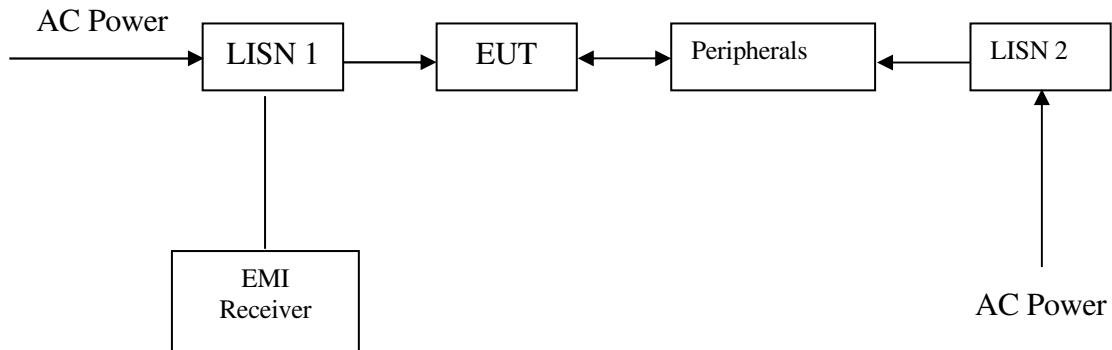 AC Power
LISN 1
EUT
Peripherals
LISN 2
EMI
Receiver
AC Power